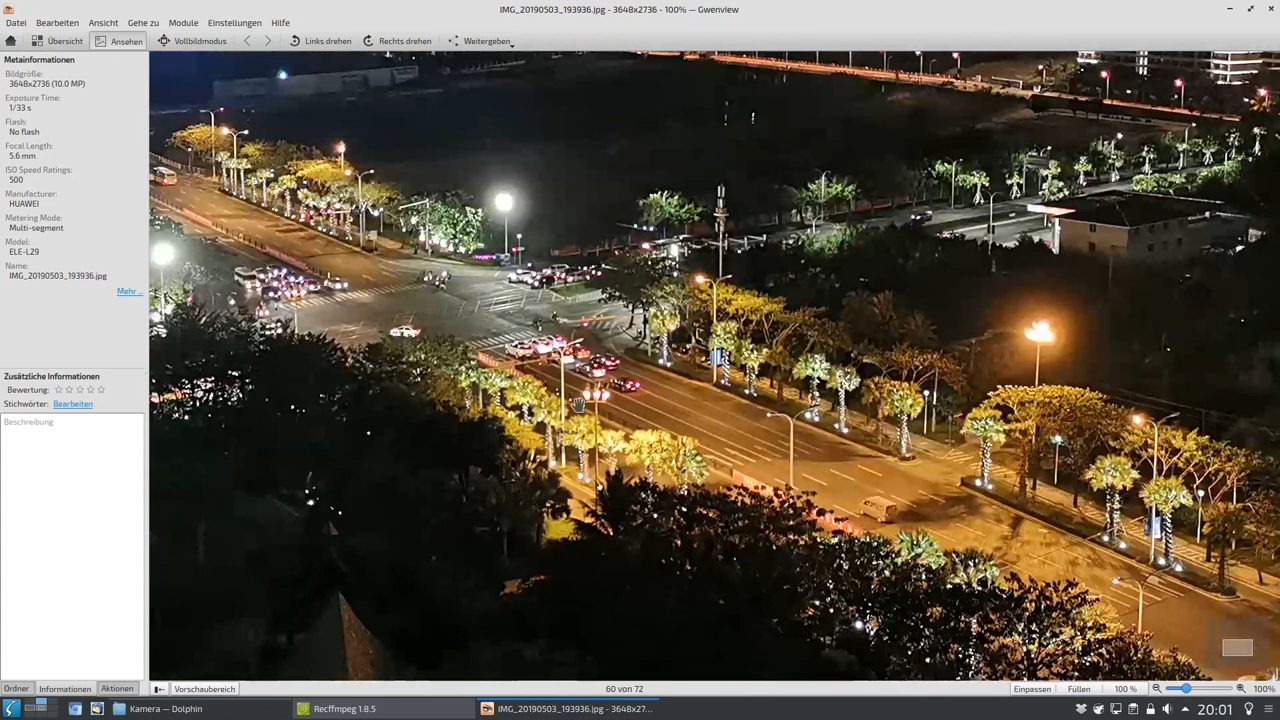 IMG_20190503_193936.jpg - 3648x2736 - 100% — Gwenview
Datei Bearbeiten Ansicht Gehe zu Module Einstellungen Hilfe
Übersicht Ansehen Vollbildmodus Links drehen Rechts drehen Weitergeben
Metainformationen
Bildgröße:
3648x2736 (10.0 MP)
Exposure Time:
1/33 s
Flash:
No flash
Focal Length:
5.6 mm
ISO Speed Ratings:
500
Manufacturer:
HUAWEI
Metering Mode:
Multi-segment
Model:
ELE-L29
Name:
IMG_20190503_193936.jpg
Mehr ...
Zusätzliche Informationen
Bewertung:
Stichwörter: Bearbeiten
Beschreibung
Ordner Informationen Aktionen Vorschaubereich 60 von 72 Einpassen Füllen 100 % 100%
Kamera — Dolphin Recffmpeg 1.8.5 IMG_20190503_193936.jpg - 3648x27... 20:01